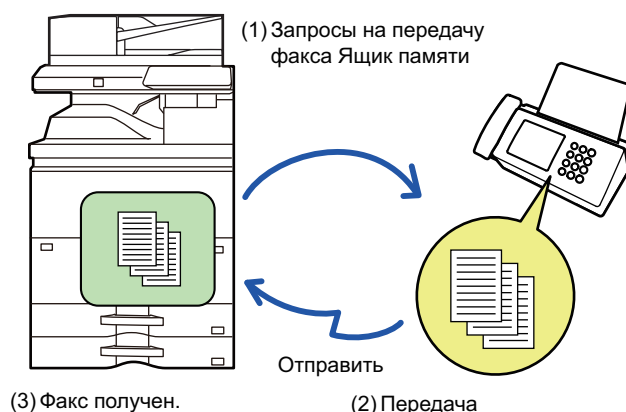 (1) Запросы на передачу
факса Ящик памяти
Отправить
(3) Факс получен.
(2) Передача